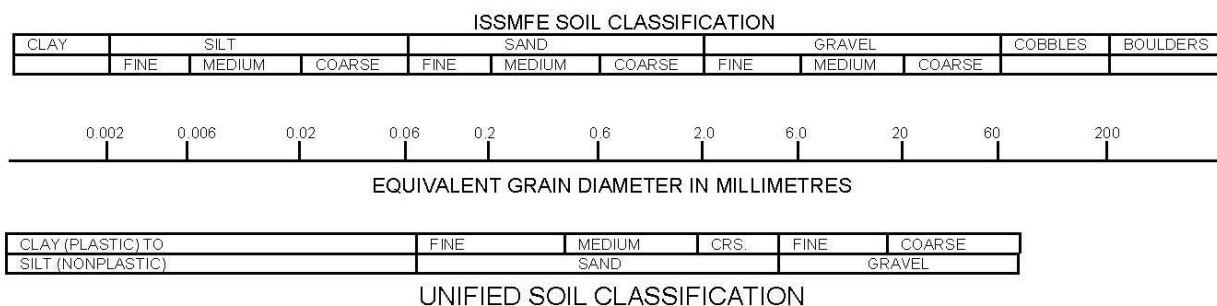 ISSMFE SOIL CLASSIFICATION
CLAY SILT SAND GRAVEL COBBLES BOULDERS
FINE MEDIUM COARSE FINE MEDIUM COARSE FINE MEDIUM COARSE
0.002 0.006 0.02 0.06 0.2 0.6 2.0 6.0 20 60 200
EQUIVALENT GRAIN DIAMETER IN MILLIMETRES
CLAY (PLASTIC) TO FINE MEDIUM CRS. FINE COARSE
SILT (NONPLASTIC) SAND GRAVEL
UNIFIED SOIL CLASSIFICATION